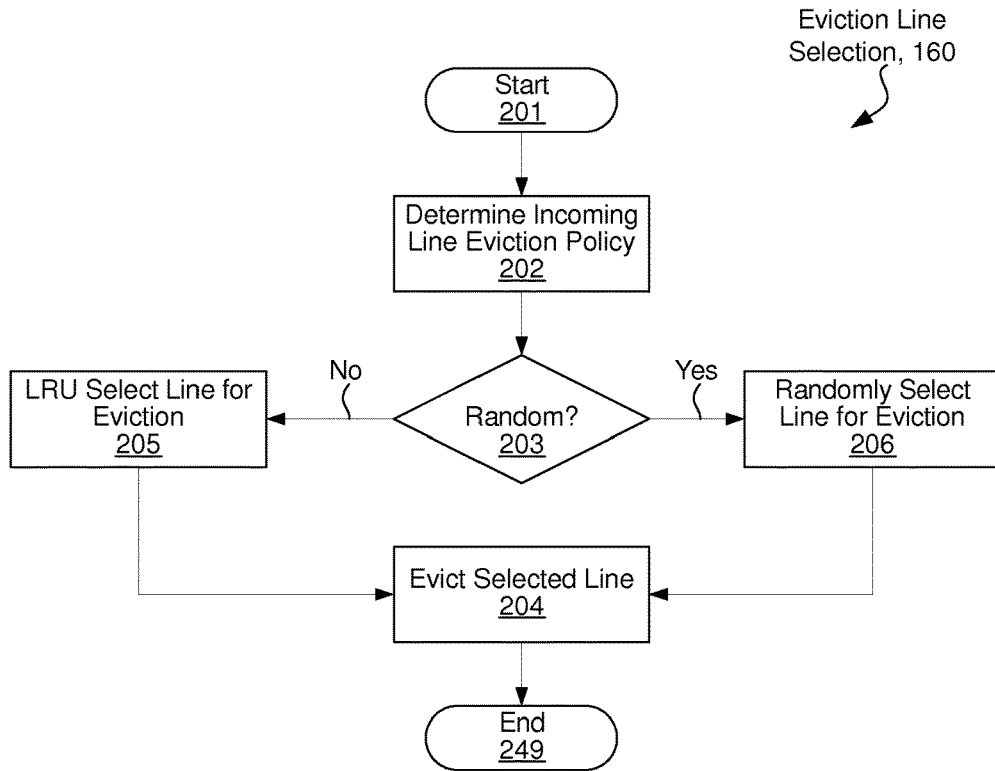 Eviction Line
Selection, 160
Start
201
Determine Incoming
Line Eviction Policy
202
No
Yes
LRU Select Line for
Eviction
205
Random?
203
Randomly Select
Line for Eviction
206
Evict Selected Line
204
End
249